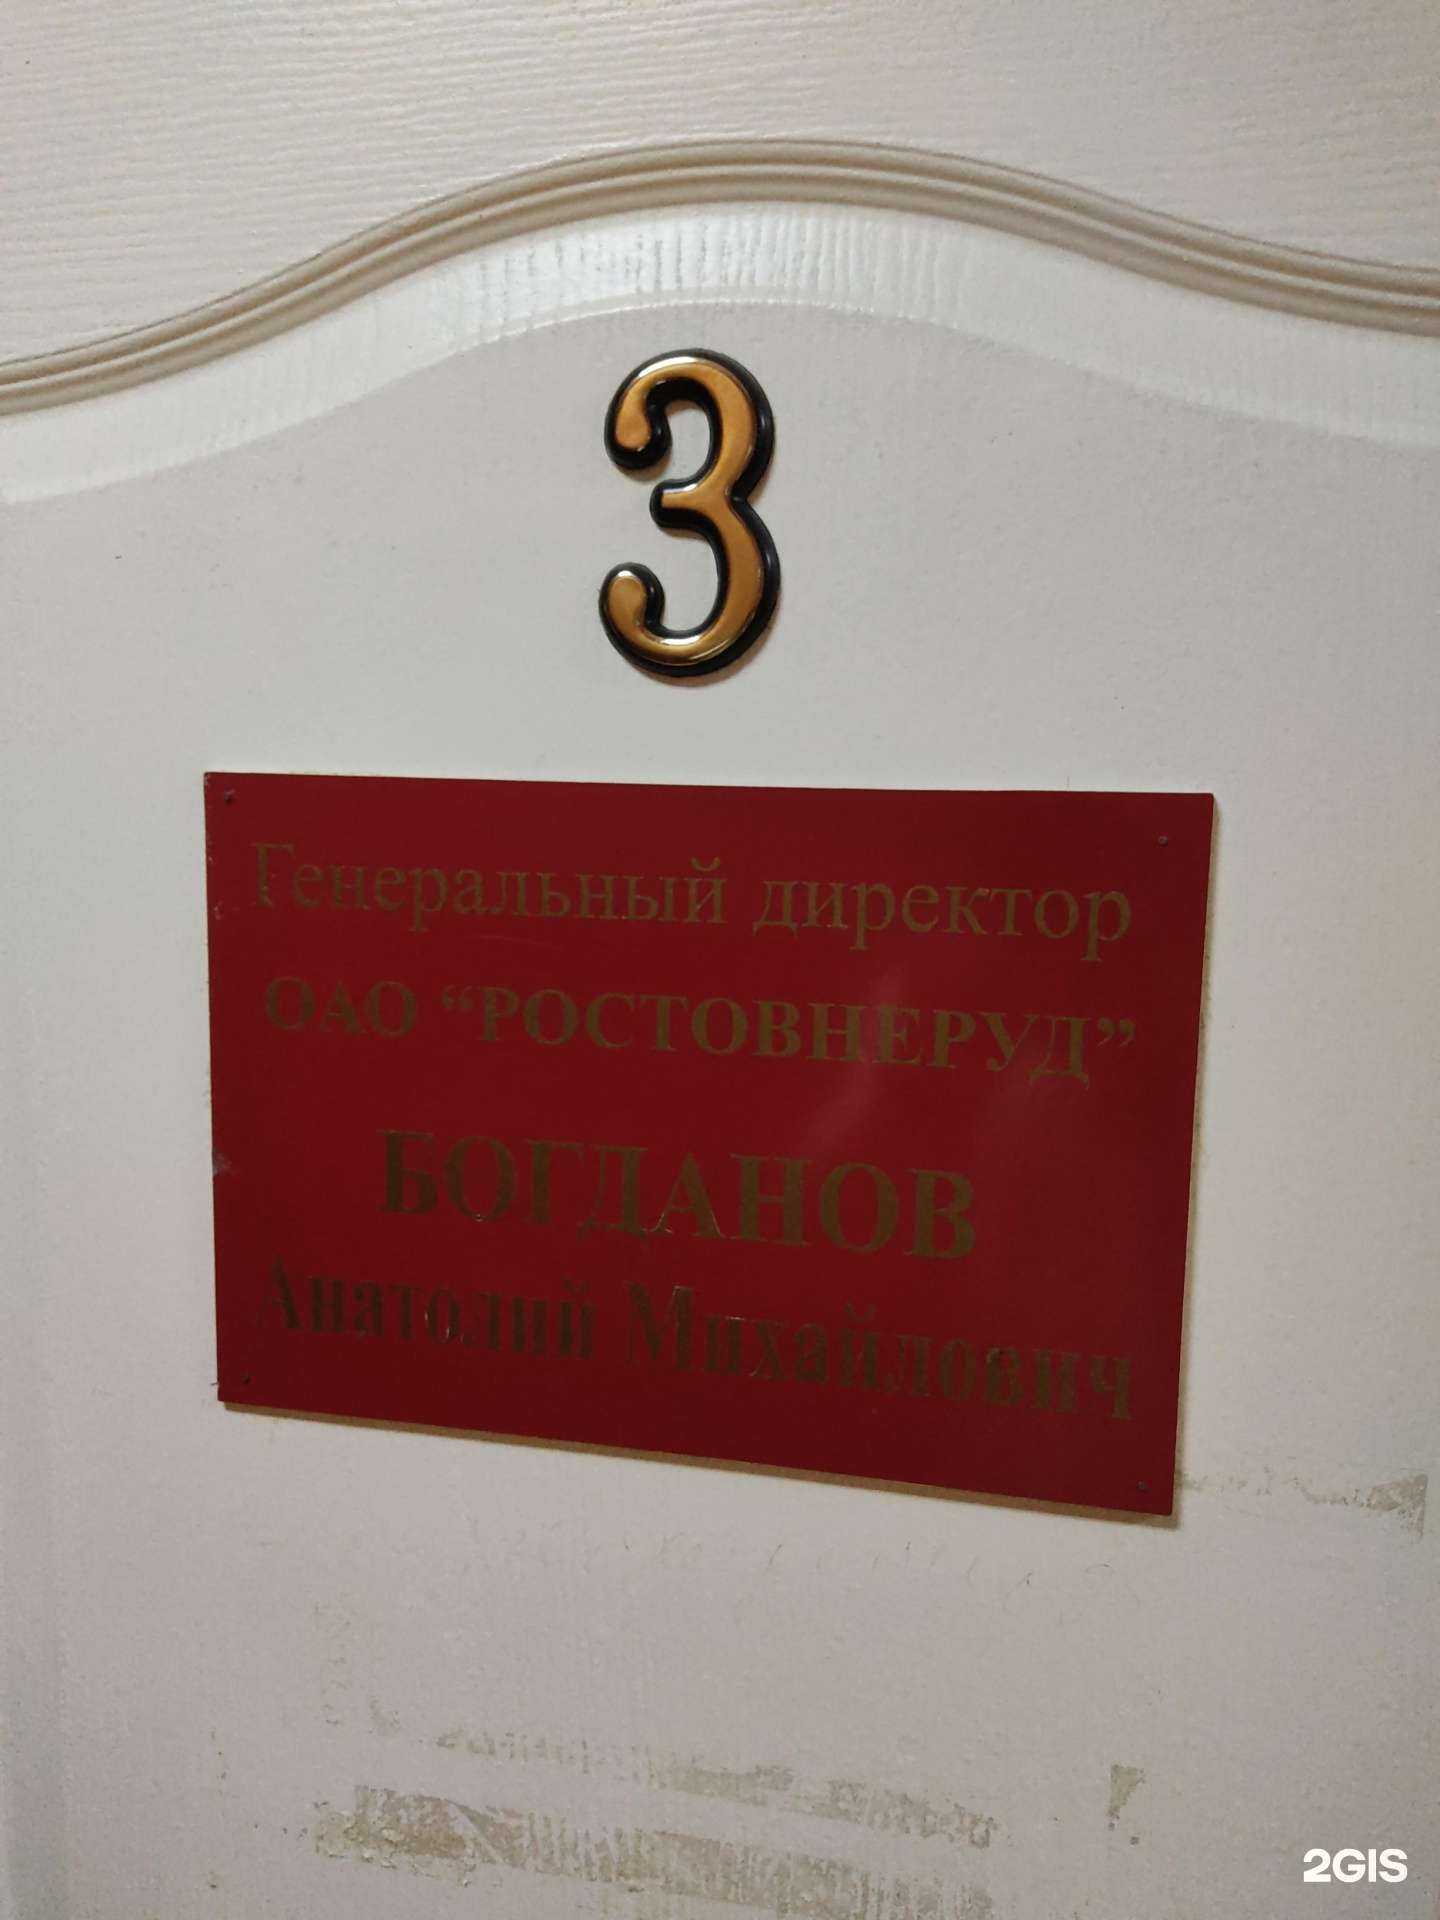 3
Генеральный директор
ОАО “РОСТОВНЕРУД”
БОГДАНОВ
Анатолий Михайлович
2GIS